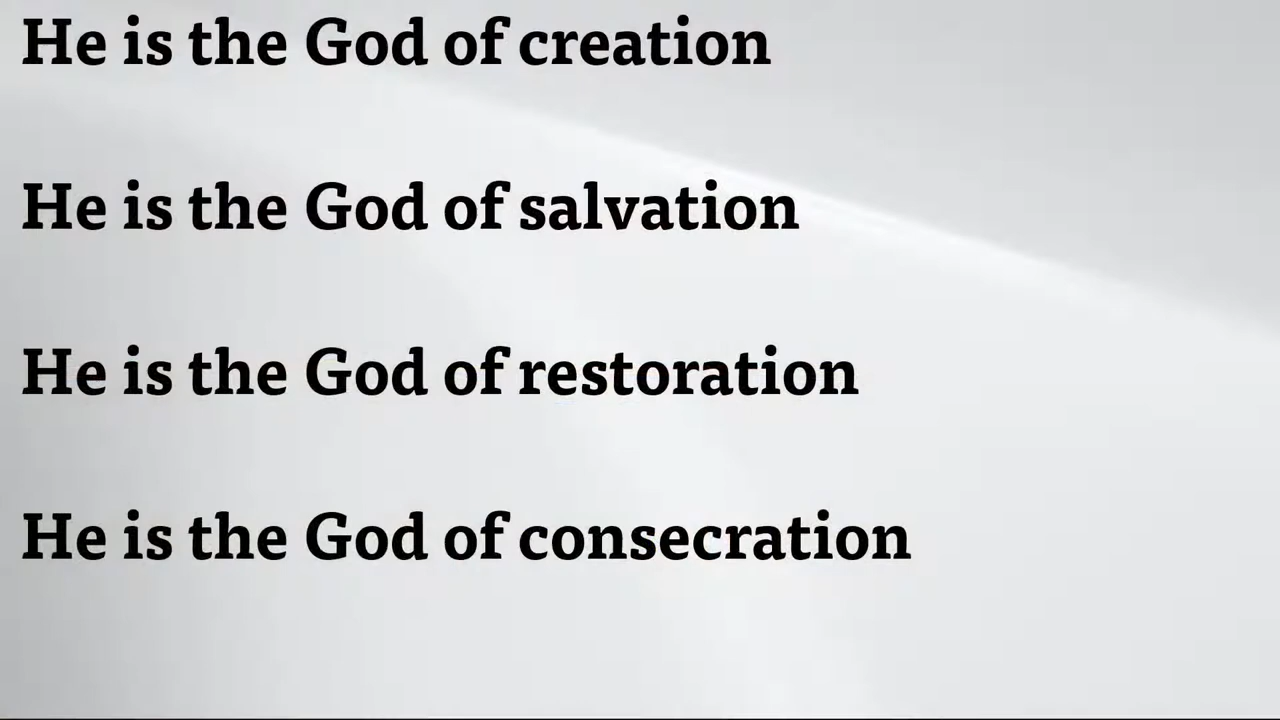 He is the God of creation
He is the God of salvation
He is the God of restoration
He is the God of consecration